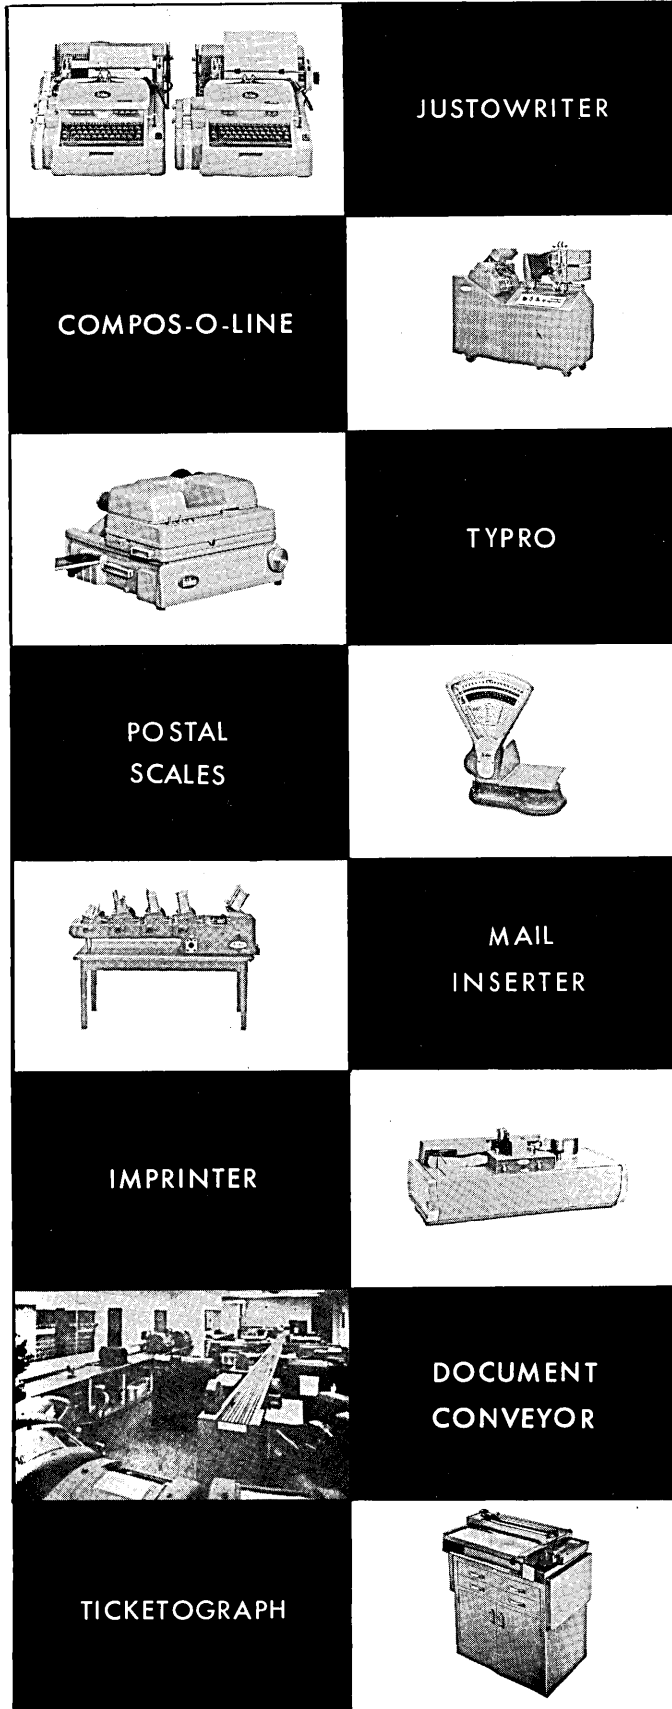 JUSTOWRITER
COMPOS-O-LINE
TYPRO
POSTAL
SCALES
MAIL
INSERTER
IMPRINTER
DOCUMENT
CONVEYOR
TICKETOGRAPH